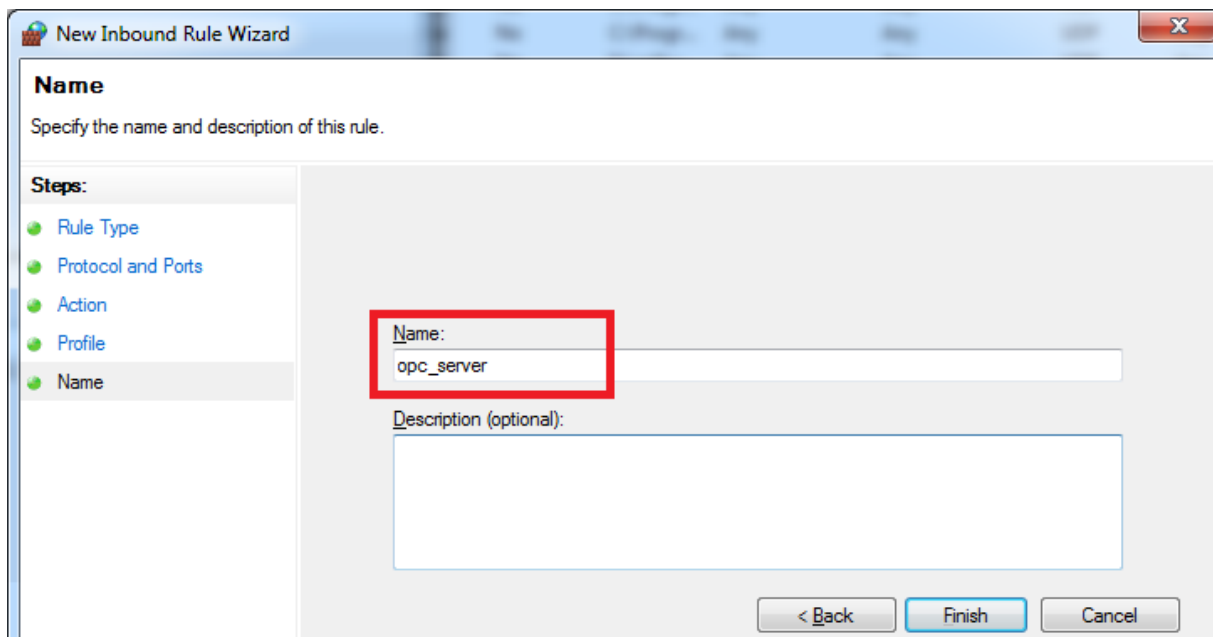 New Inbound Rule Wizard
Name
Specify the name and description of this rule.
Steps:
Rule Type
Protocol and Ports
Action
Profile
Name
Name:
opc_server
Description (optional):
< Back Finish Cancel